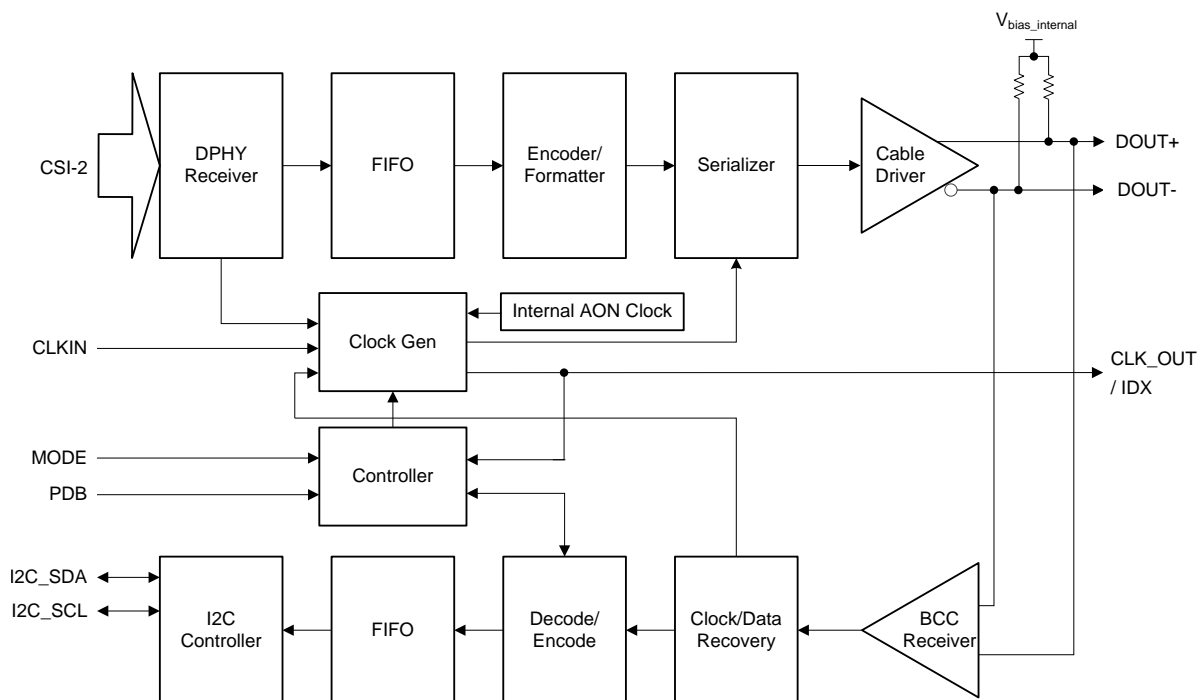 V_bias_internal
CSI-2
DPHY
Receiver
FIFO
Encoder/
Formatter
Serializer
Cable
Driver
DOUT+
DOUT-
Internal AON Clock
CLKIN
Clock Gen
CLK_OUT
/ IDX
MODE
PDB
Controller
I2C_SDA
I2C_SCL
I2C
Controller
FIFO
Decode/
Encode
Clock/Data
Recovery
BCC
Receiver